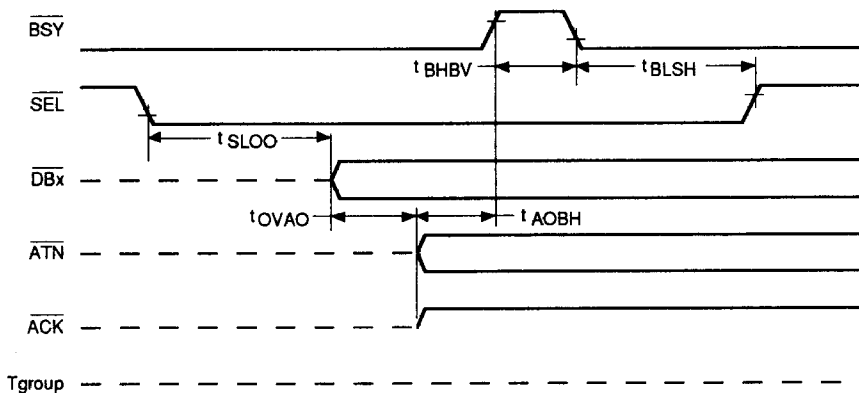 BSY
t BHBV
t BLSH
SEL
t SLOO
DBx
t OVAO
t AOBH
ATN
ACK
Tgroup